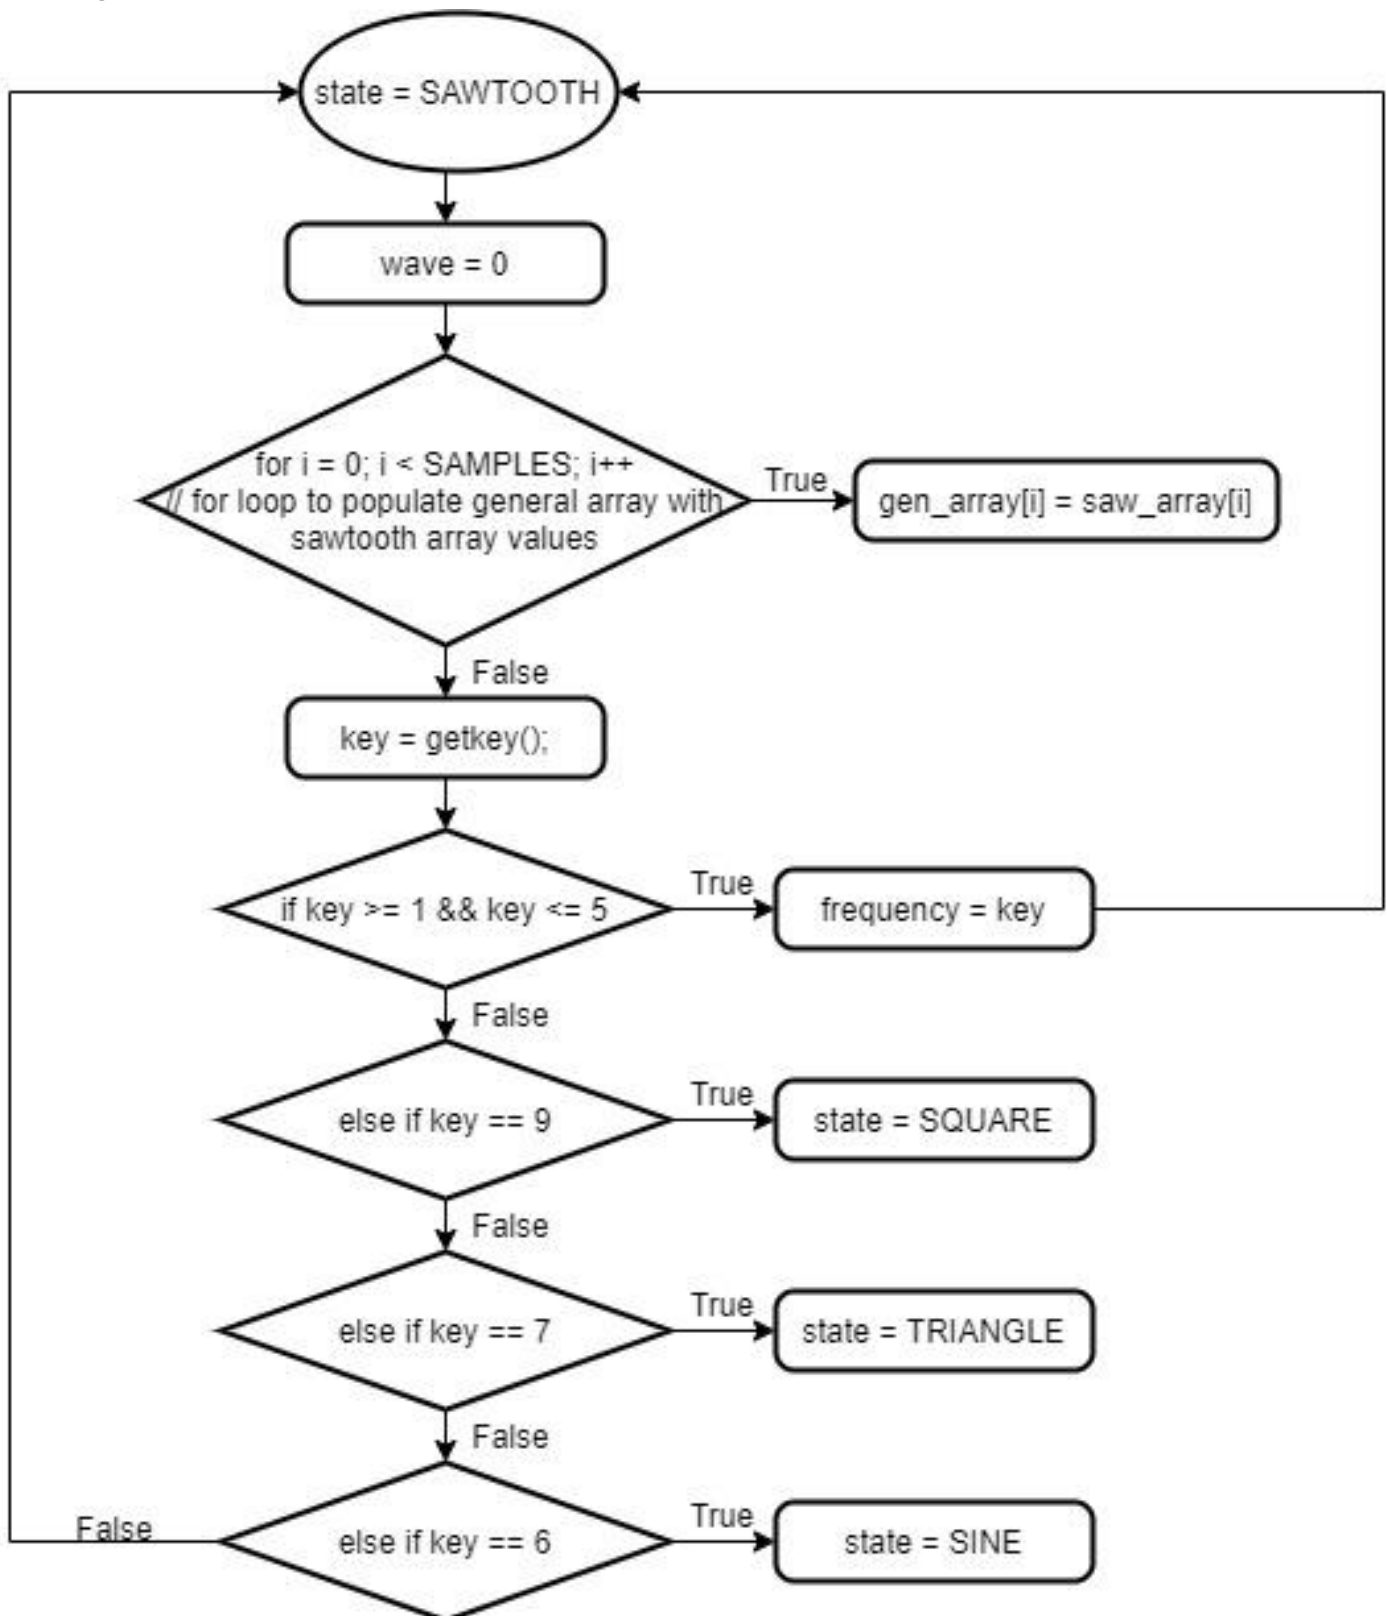 state = SAWTOOTH
wave = 0
for i = 0; i < SAMPLES; i++
// for loop to populate general array with
sawtooth array values
True
gen_array[i] = saw_array[i]
False
key = getkey();
if key >= 1 && key <= 5
True
frequency = key
False
else if key == 9
True
state = SQUARE
False
else if key == 7
True
state = TRIANGLE
False
else if key == 6
True
state = SINE
False